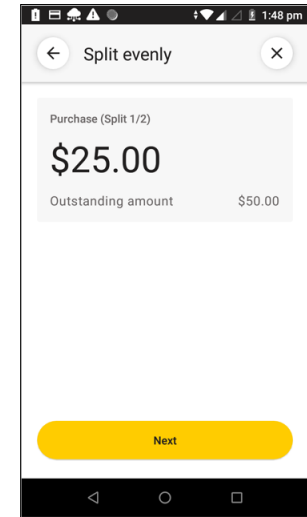 1:48 pm
Split evenly
Purchase (Split 1/2)
$25.00
Outstanding amount $50.00
Next